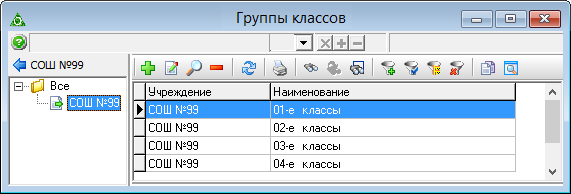 Группы классов
СОШ №99
Все
СОШ №99
Учреждение Наименование
СОШ №99 01-е классы
СОШ №99 02-е классы
СОШ №99 03-е классы
СОШ №99 04-е классы